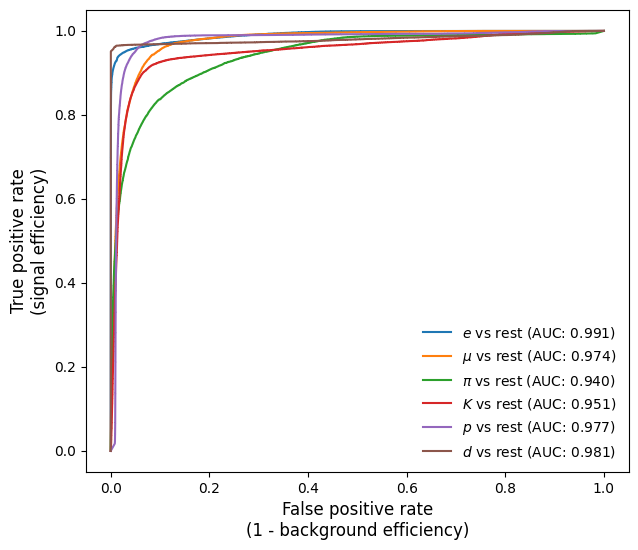 1.0
0.8
0.6
0.4
0.2
0.0
True positive rate
(signal efficiency)
e vs rest (AUC: 0.991)
μ vs rest (AUC: 0.974)
π vs rest (AUC: 0.940)
K vs rest (AUC: 0.951)
p vs rest (AUC: 0.977)
d vs rest (AUC: 0.981)
0.0 0.2 0.4 0.6 0.8 1.0
False positive rate
(1 - background efficiency)